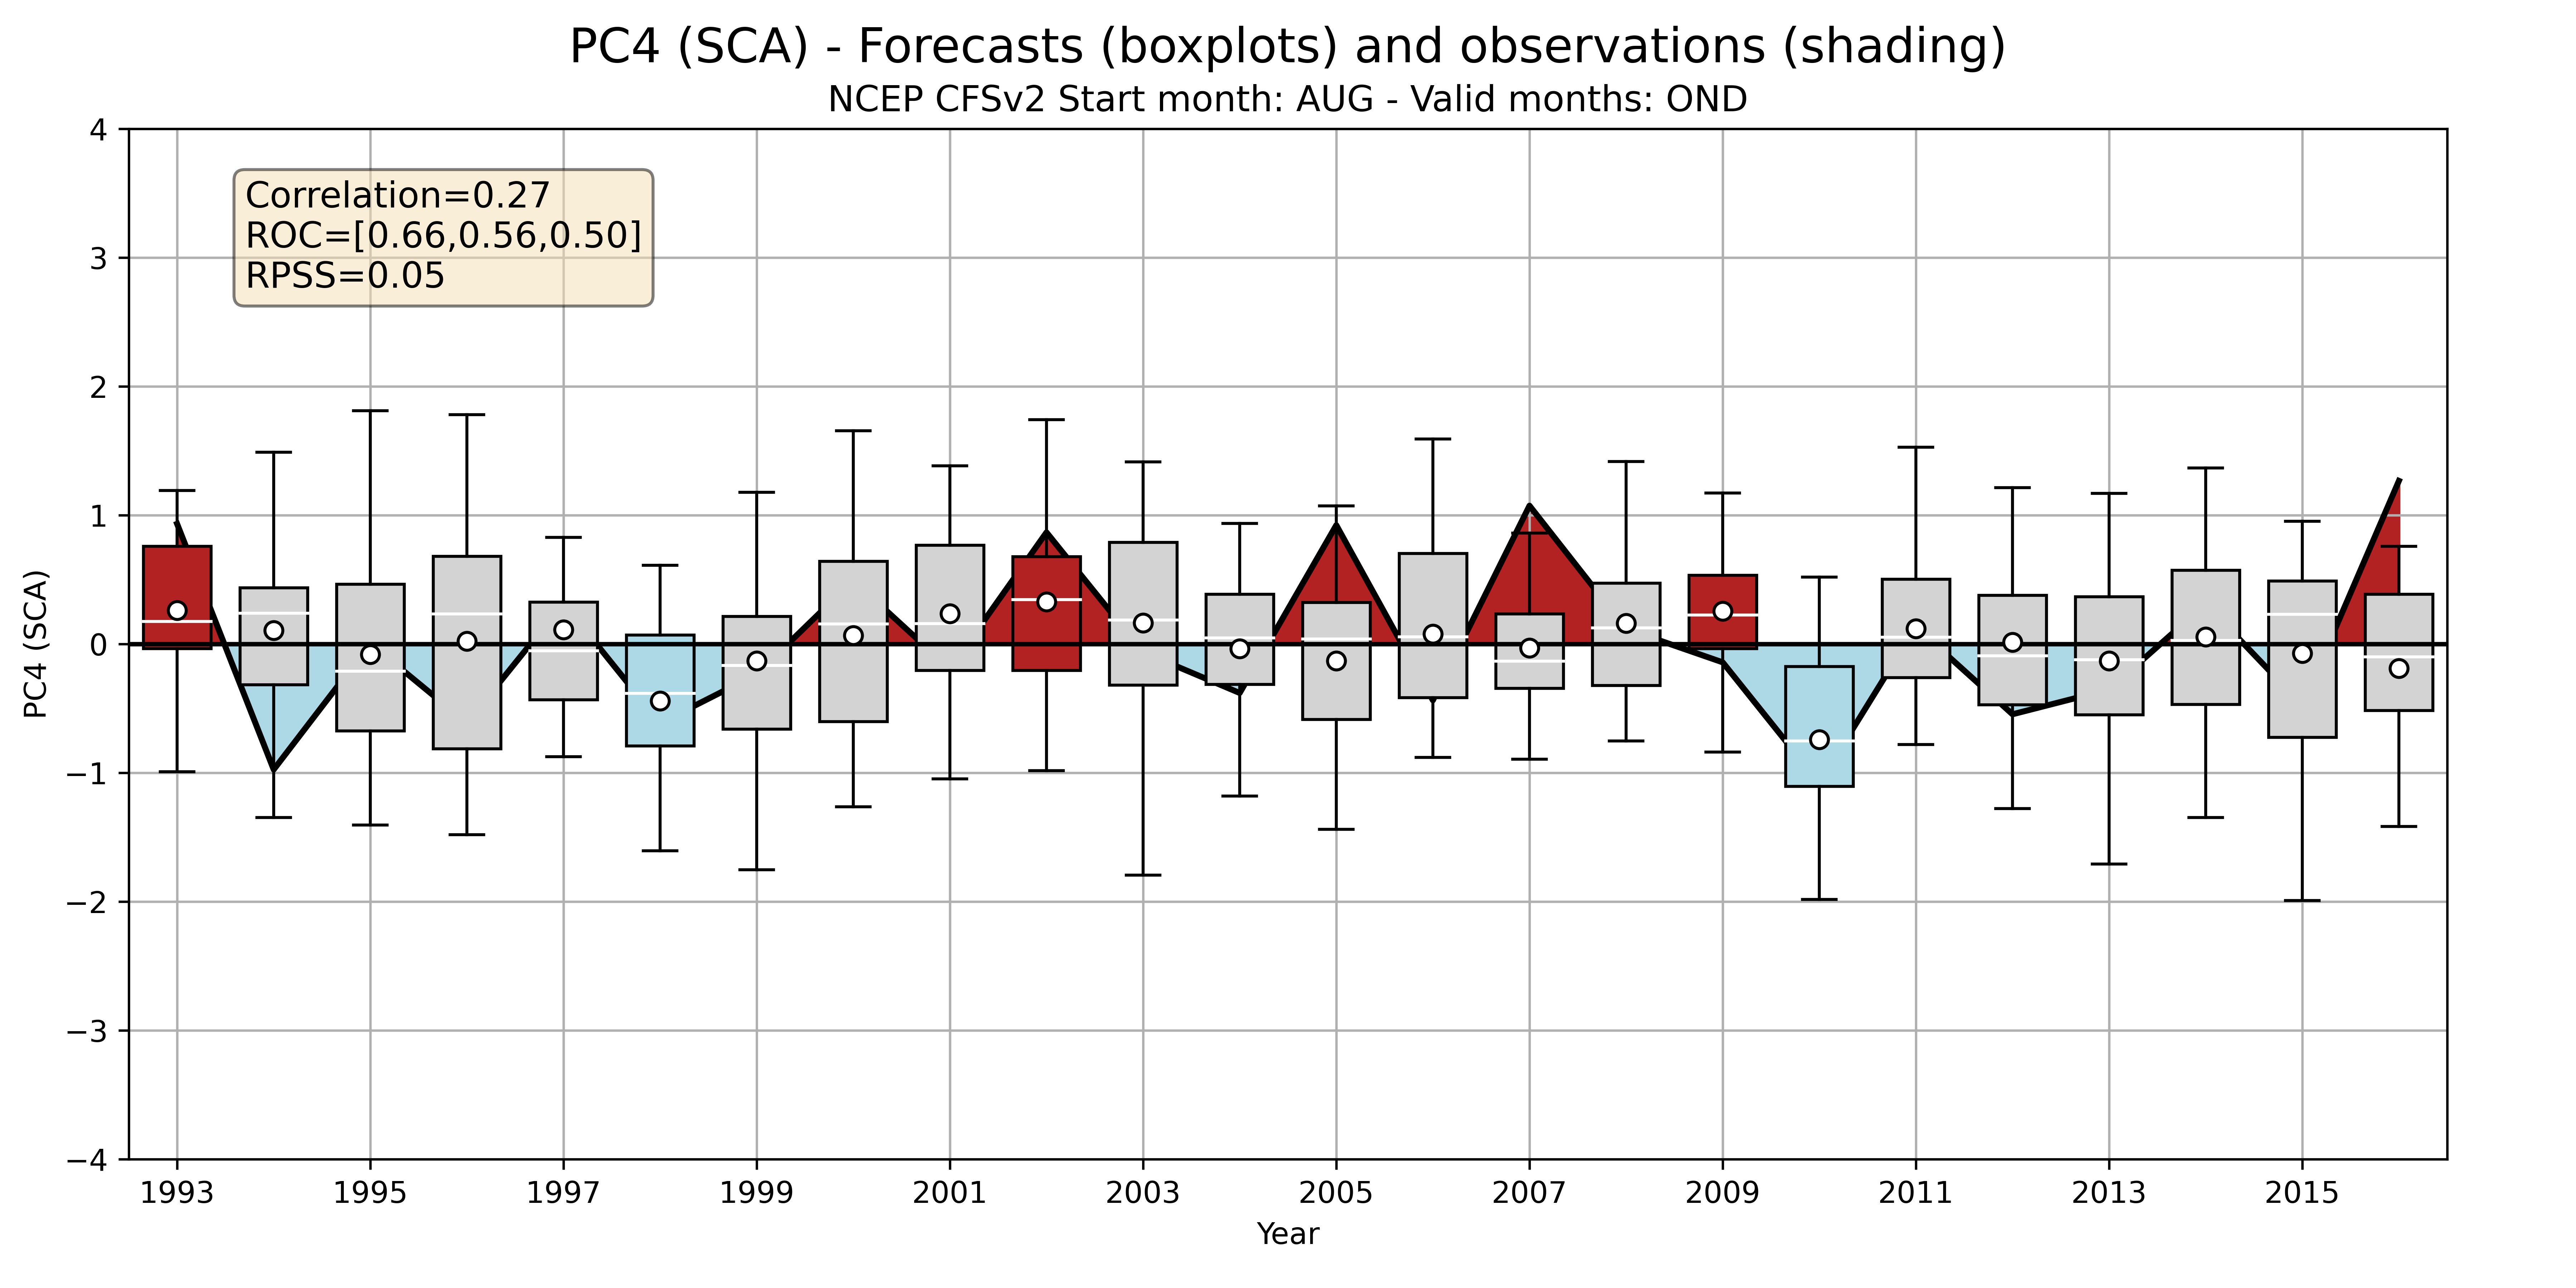 PC4 (SCA) - Forecasts (boxplots) and observations (shading)
NCEP CFSv2 Start month: AUG - Valid months: OND
Correlation=0.27
ROC=[0.66,0.56,0.50]
RPSS=0.05
PC4 (SCA)
4
3
2
1
0
−1
−2
−3
−4
1993 1995 1997 1999 2001 2003 2005 2007 2009 2011 2013 2015
Year